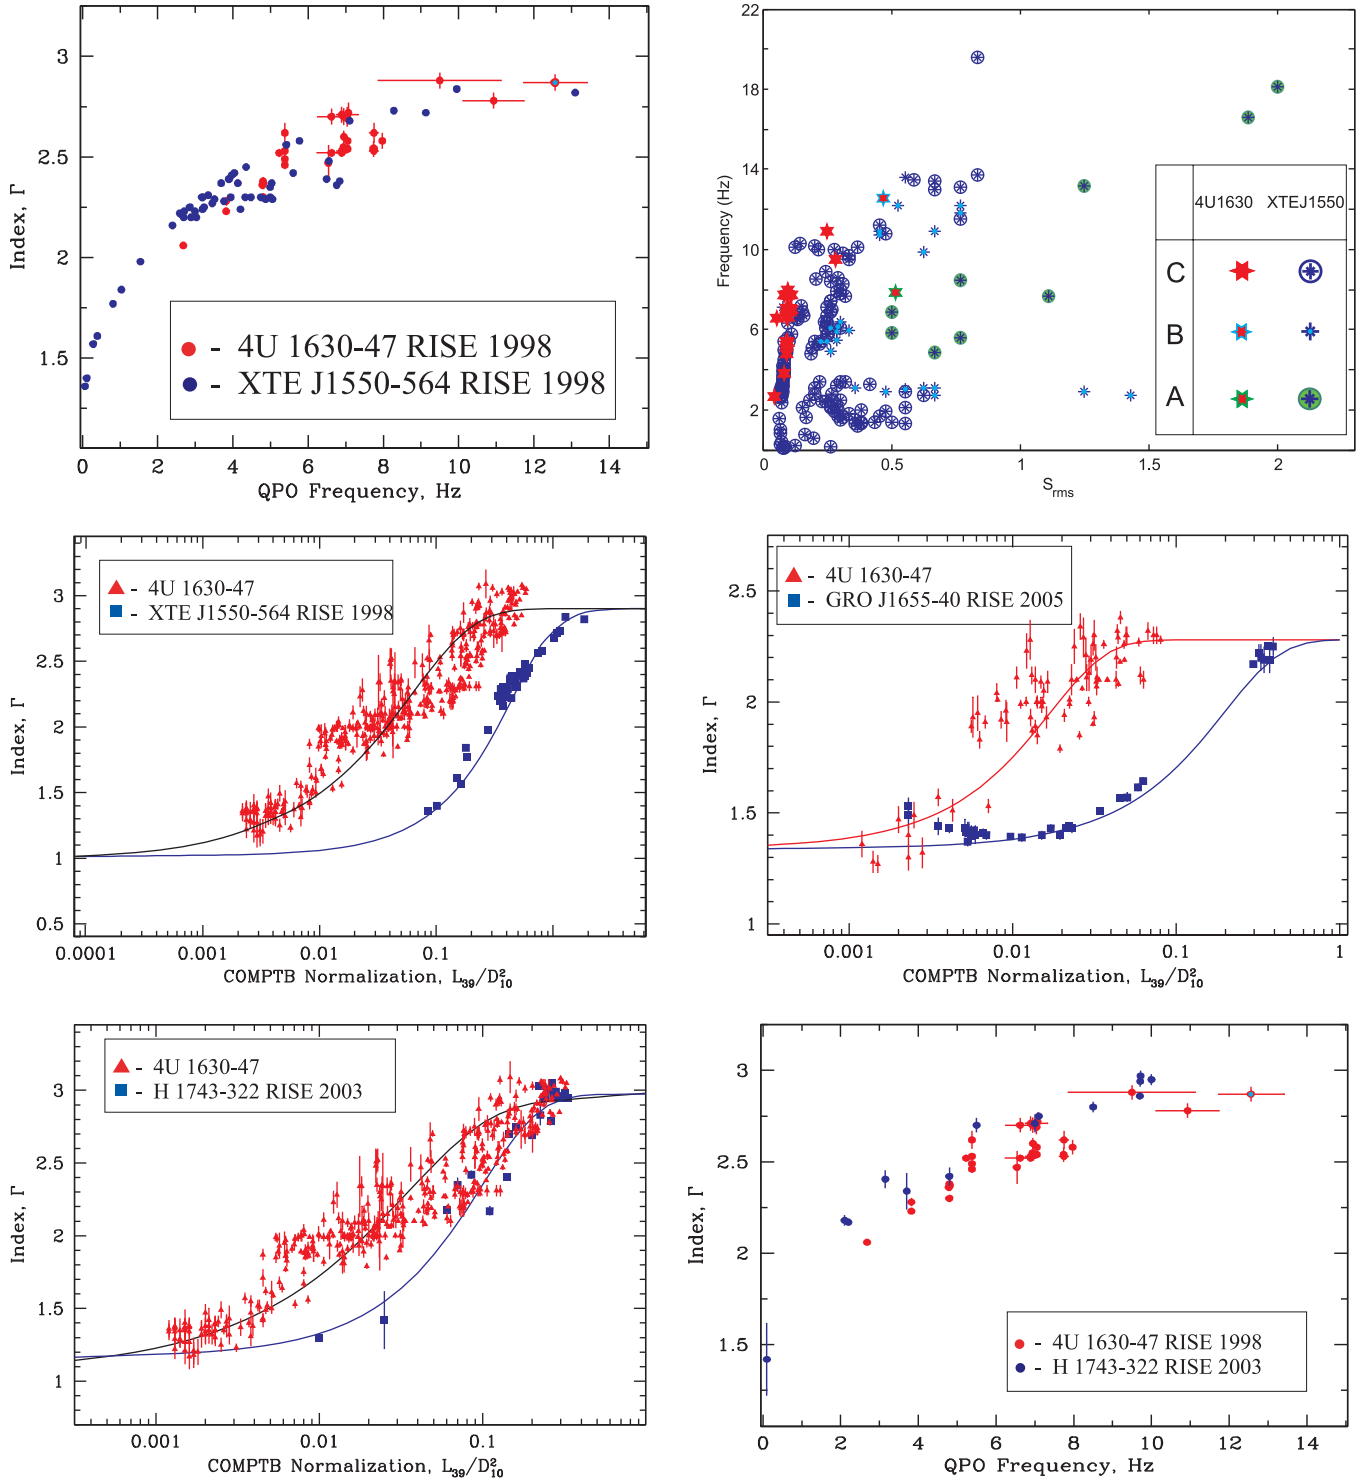 3
2.5
2
1.5
Index, Γ
0 2 4 6 8 10 12 14
QPO Frequency, Hz
- 4U 1630-47 RISE 1998
- XTE J1550-564 RISE 1998
22
18
14
10
6
2
Frequency (Hz)
0 0.5 1 1.5 2
S_rms
4U1630 XTEJ1550
C
B
A
3
2.5
2
1.5
1
0.5
Index, Γ
0.0001 0.001 0.01 0.1
COMPTB Normalization, L_39/D^2_10
- 4U 1630-47
- XTE J1550-564 RISE 1998
2.5
2
1.5
1
Index, Γ
0.001 0.01 0.1 1
COMPTB Normalization, L_39/D^2_10
- 4U 1630-47
- GRO J1655-40 RISE 2005
3
2.5
2
1.5
1
Index, Γ
0.001 0.01 0.1
COMPTB Normalization, L_39/D^2_10
- 4U 1630-47
- H 1743-322 RISE 2003
3
2.5
2
1.5
Index, Γ
0 2 4 6 8 10 12 14
QPO Frequency, Hz
- 4U 1630-47 RISE 1998
- H 1743-322 RISE 2003